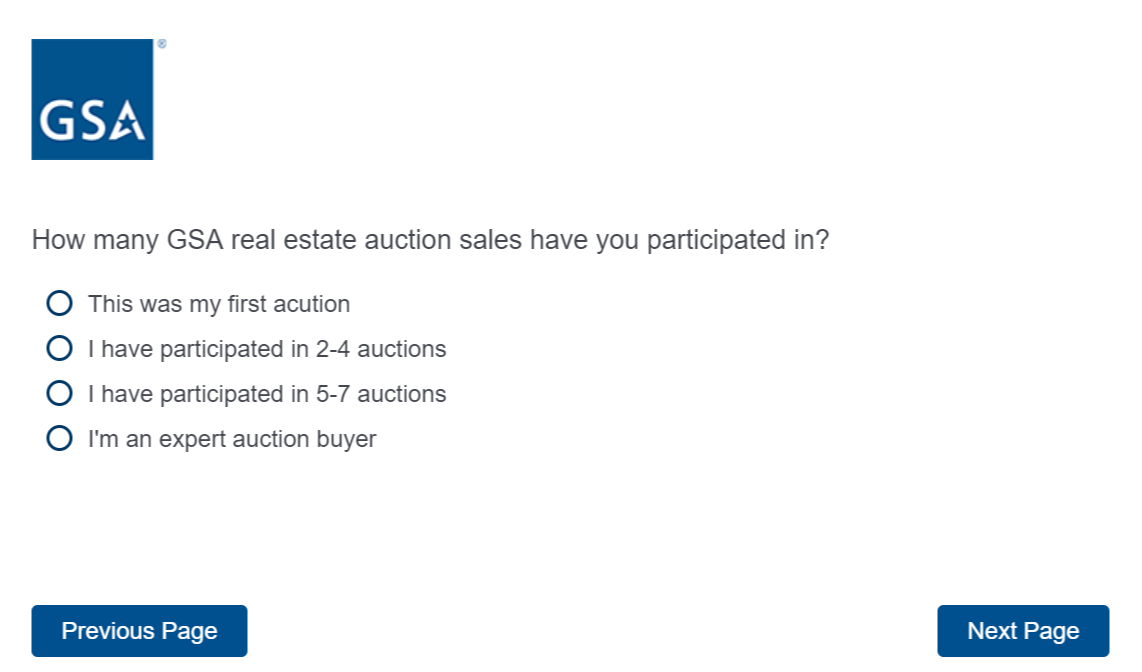 GSA®
How many GSA real estate auction sales have you participated in?
This was my first acution
I have participated in 2-4 auctions
I have participated in 5-7 auctions
I'm an expert auction buyer
Previous Page
Next Page